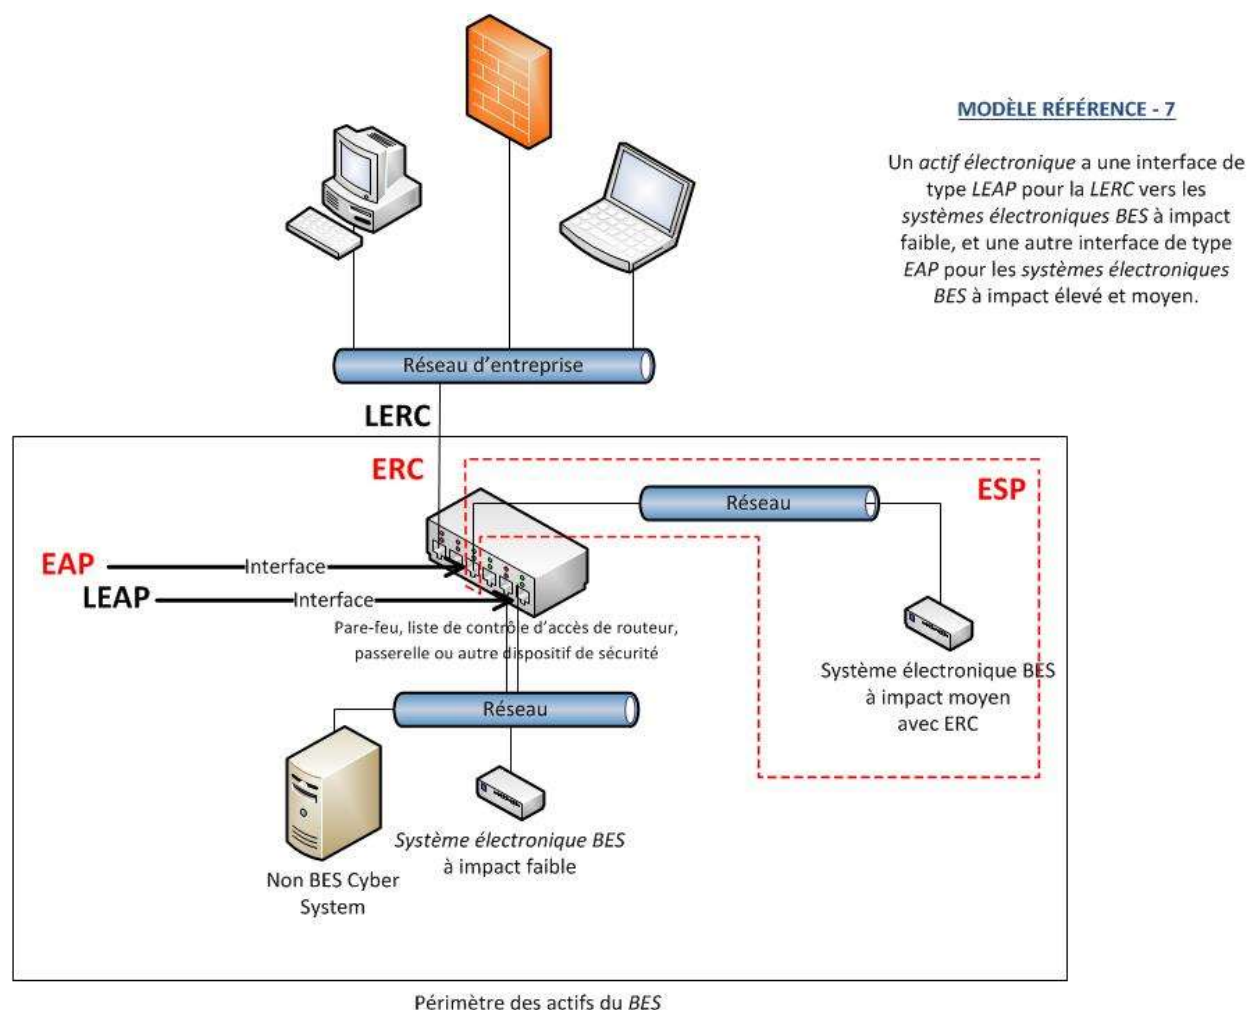 MODÈLE RÉFÉRENCE - 7
Un actif électronique a une interface de
type LEAP pour la LERC vers les
systèmes électroniques BES à impact
faible, et une autre interface de type
EAP pour les systèmes électroniques
BES à impact élevé et moyen.
Réseau d’entreprise
LERC
ERC
ESP
Réseau
EAP
Interface
LEAP
Interface
Pare-feu, liste de contrôle d’accès de routeur,
passerelle ou autre dispositif de sécurité
Système électronique BES
à impact moyen
avec ERC
Réseau
Système électronique BES
à impact faible
Non BES Cyber
System
Périmètre des actifs du BES